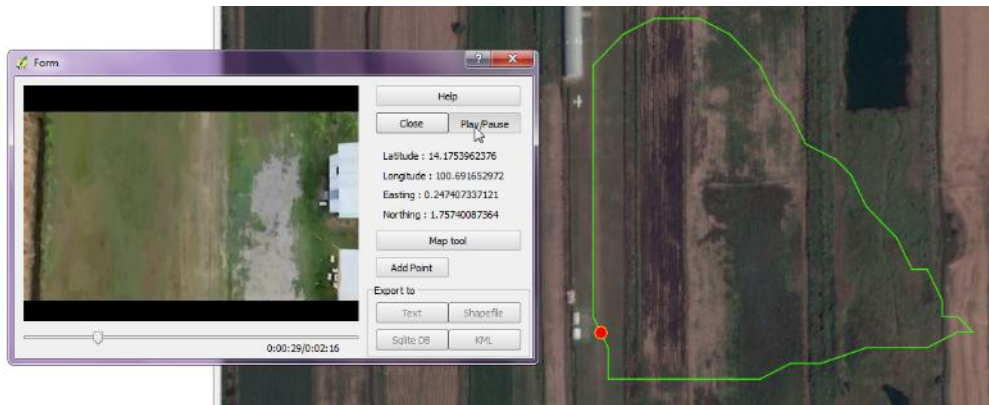 Form
Help
Close Play/Pause
Latitude : 14.1753962376
Longitude : 100.691652972
Easting : 0.247407337121
Northing : 1.75740087364
Map tool
Add Point
Export to
Text Shapefile
Sqlite DB KML
0:00:29/0:02:16